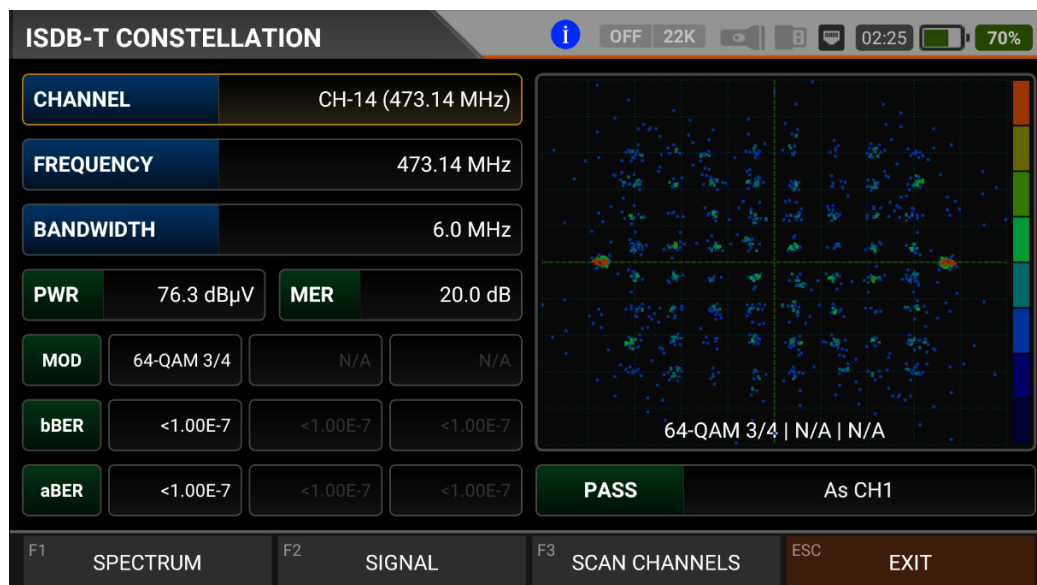 ISDB-T CONSTELLATION
i OFF 22K 02:25 70%
CHANNEL CH-14 (473.14 MHz)
FREQUENCY 473.14 MHz
BANDWIDTH 6.0 MHz
PWR 76.3 dBµV MER 20.0 dB
MOD 64-QAM 3/4 N/A N/A
bBER <1.00E-7 <1.00E-7 <1.00E-7
aBER <1.00E-7 <1.00E-7 <1.00E-7
64-QAM 3/4 | N/A | N/A
PASS As CH1
F1 SPECTRUM F2 SIGNAL F3 SCAN CHANNELS ESC EXIT